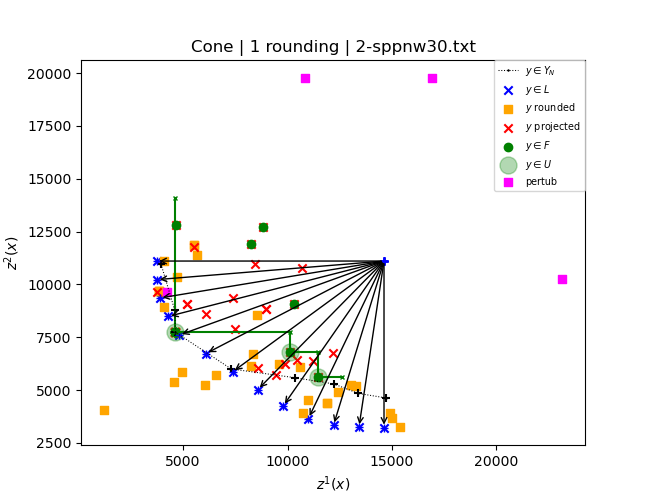 Cone | 1 rounding | 2-sppnw30.txt
20000
17500
15000
12500
10000
7500
5000
2500
z²(x)
5000
10000
15000
20000
z¹(x)
y ∈ Y_N
y ∈ L
y rounded
y projected
y ∈ F
y ∈ U
pertub